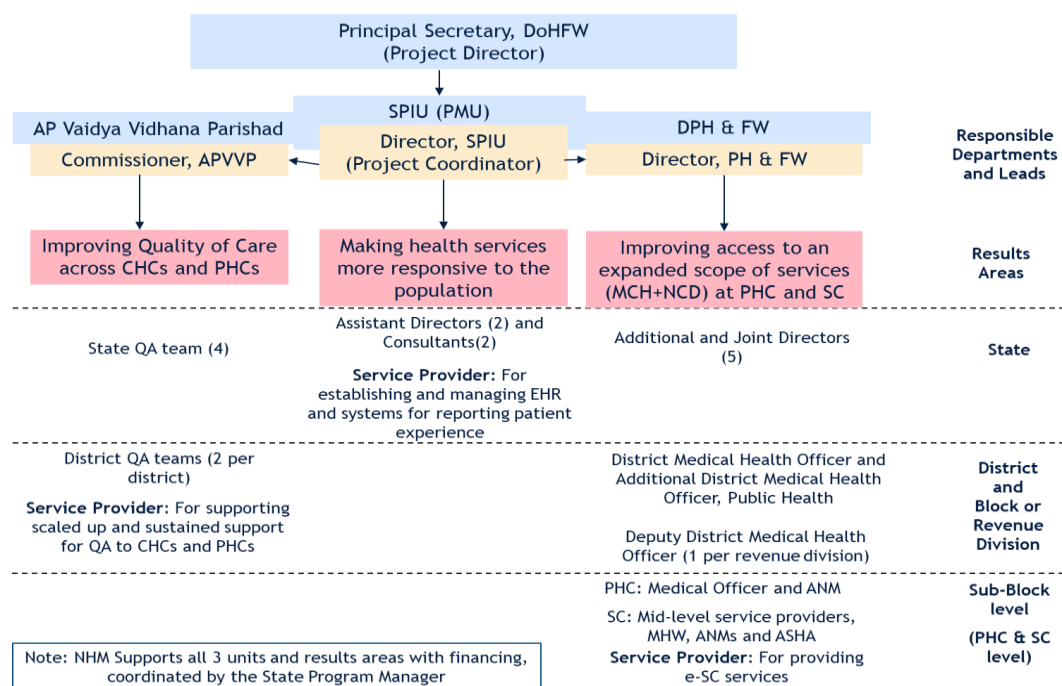 Principal Secretary, DoHFW
(Project Director)
SPIU (PMU)
AP Vaidya Vidhana Parishad
DPH & FW
Director, SPIU
(Project Coordinator)
Commissioner, APVVP
Director, PH & FW
Responsible
Departments
and Leads
Improving Quality of Care
across CHCs and PHCs
Making health services
more responsive to the
population
Improving access to an
expanded scope of services
(MCH+NCD) at PHC and SC
Results
Areas
State QA team (4)
Assistant Directors (2) and
Consultants(2)
Service Provider: For
establishing and managing EHR
and systems for reporting patient
experience
Additional and Joint Directors
(5)
State
District QA teams (2 per
district)
Service Provider: For supporting
scaled up and sustained support
for QA to CHCs and PHCs
District Medical Health Officer and
Additional District Medical Health
Officer, Public Health
Deputy District Medical Health
Officer (1 per revenue division)
District
and
Block or
Revenue
Division
PHC: Medical Officer and ANM
SC: Mid-level service providers,
MHW, ANMs and ASHA
Service Provider: For providing
e-SC services
Sub-Block
level
(PHC & SC
level)
Note: NHM Supports all 3 units and results areas with financing,
coordinated by the State Program Manager